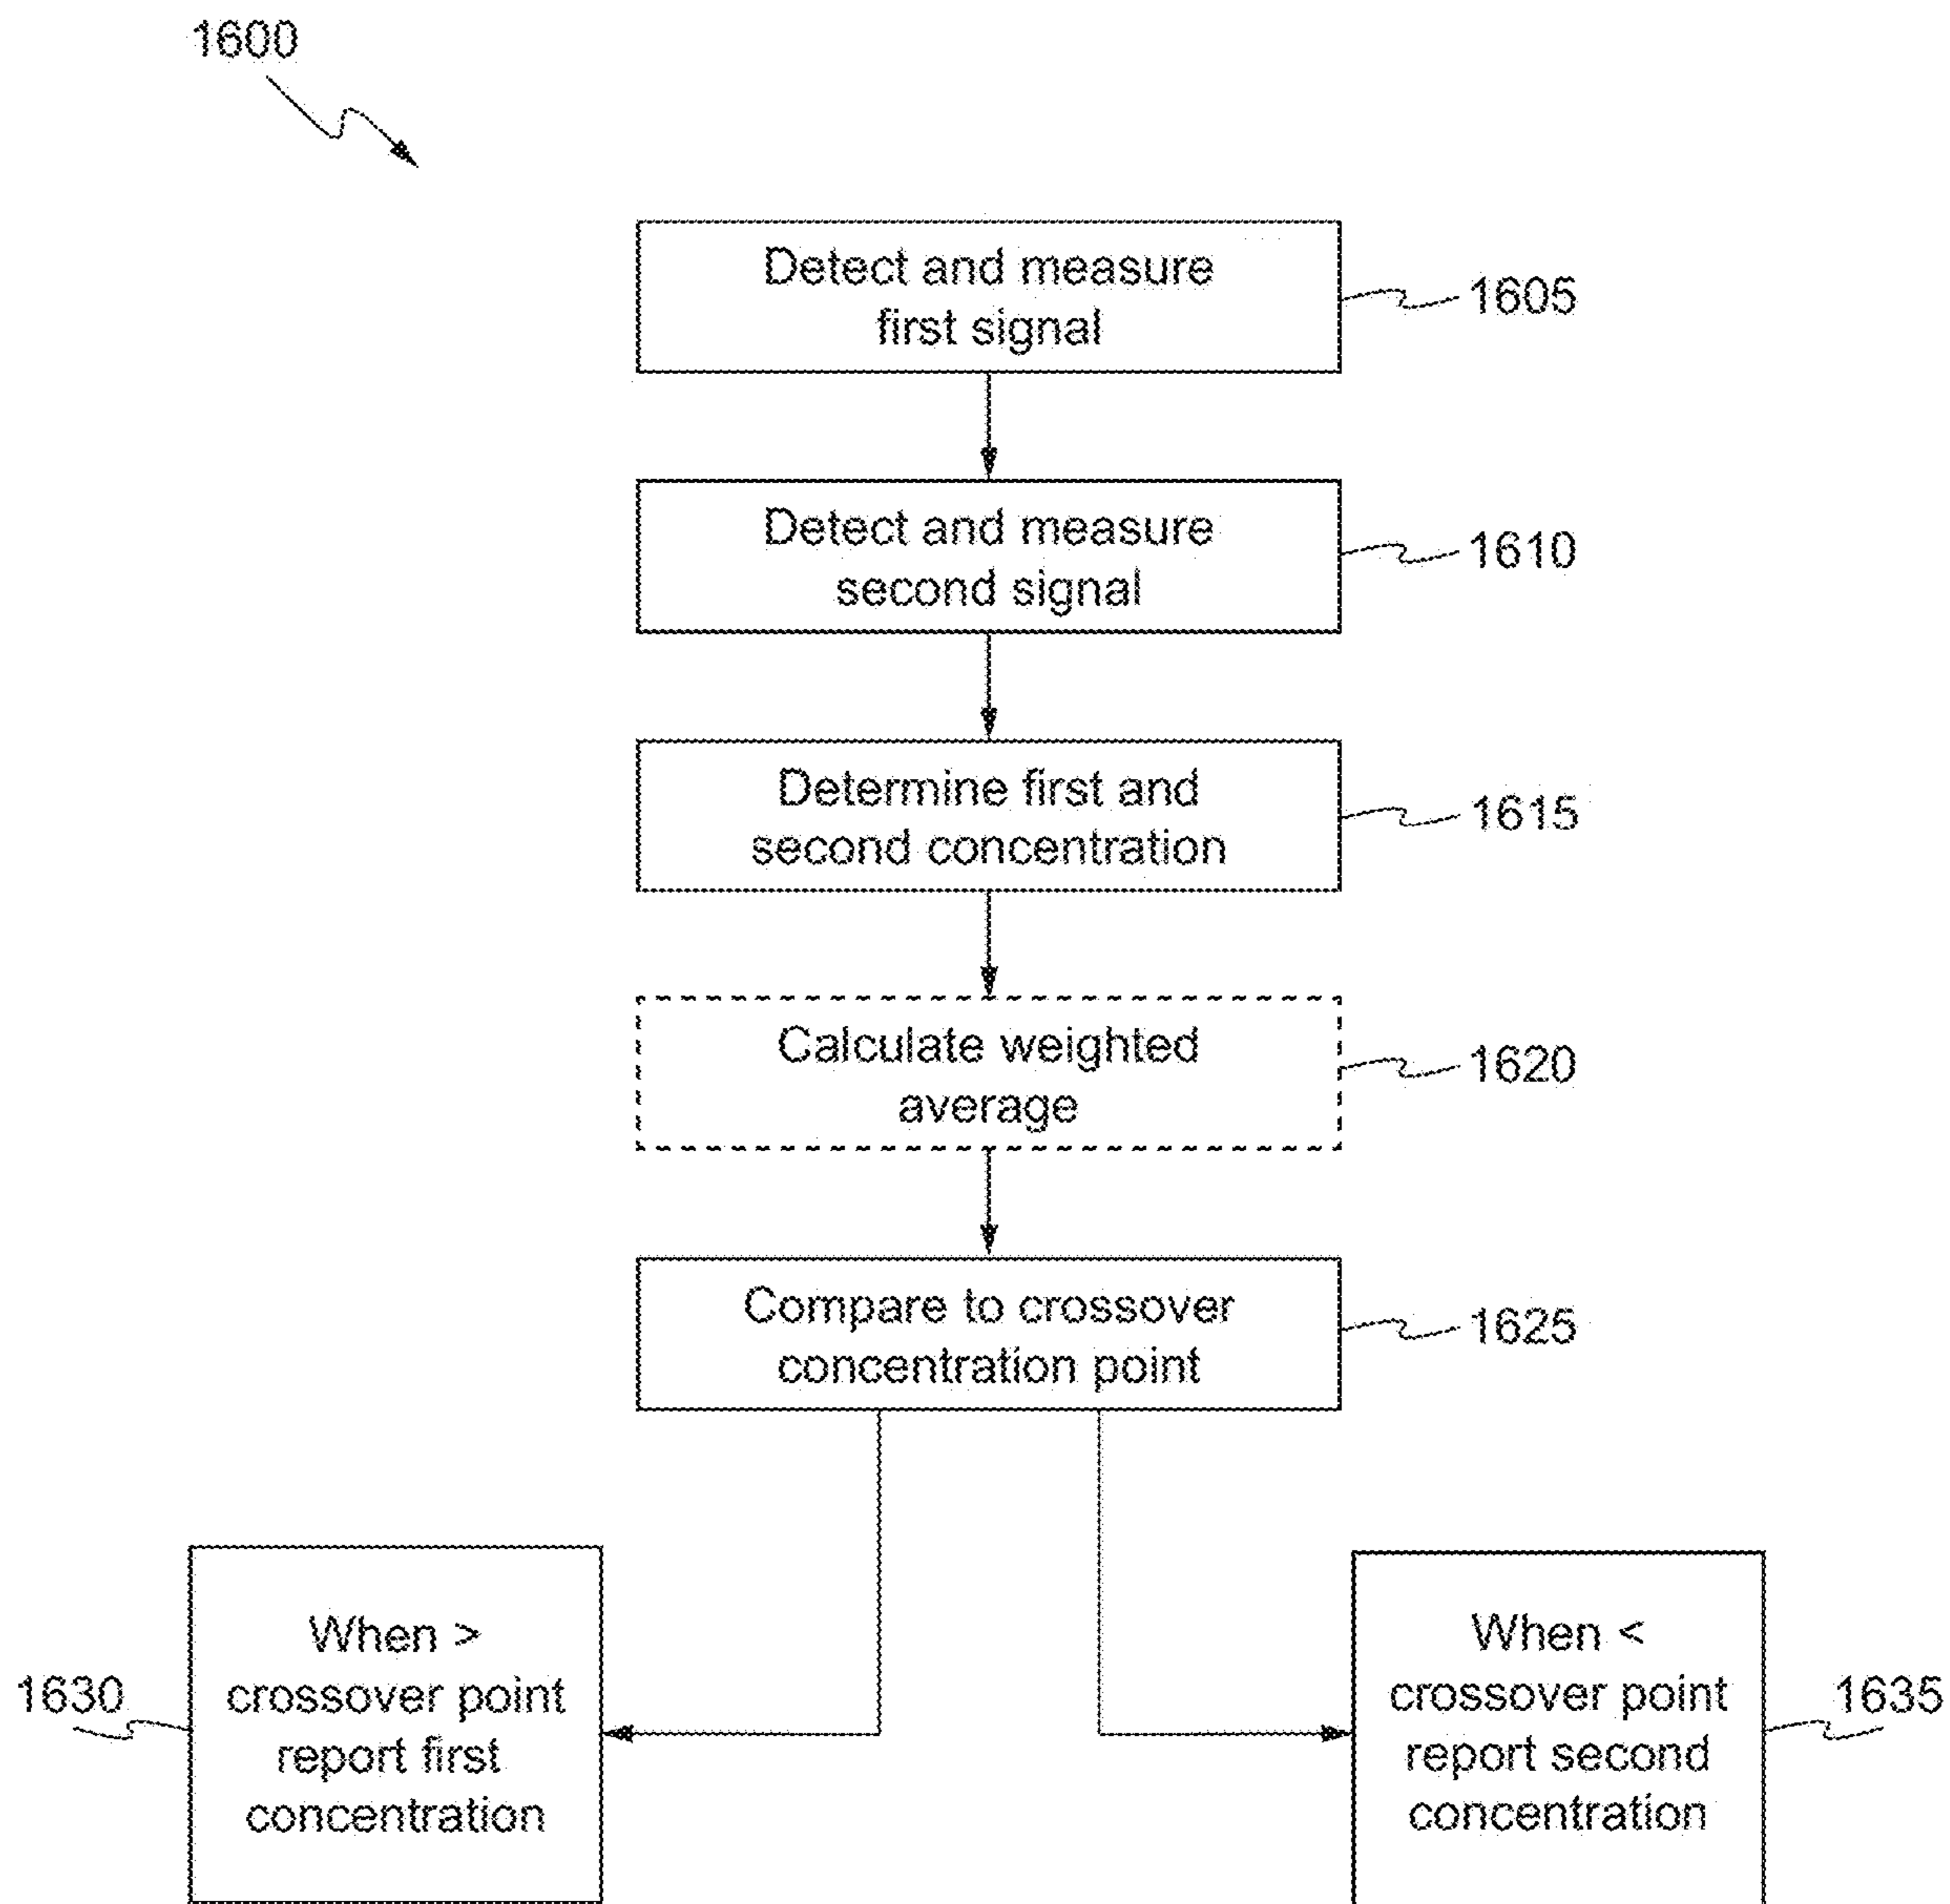 1600
Detect and measure
first signal
1605
Detect and measure
second signal
1610
Determine first and
second concentration
1615
Calculate weighted
average
1620
Compare to crossover
concentration point
1625
When >
crossover point
report first
concentration
1630
When <
crossover point
report second
concentration
1635